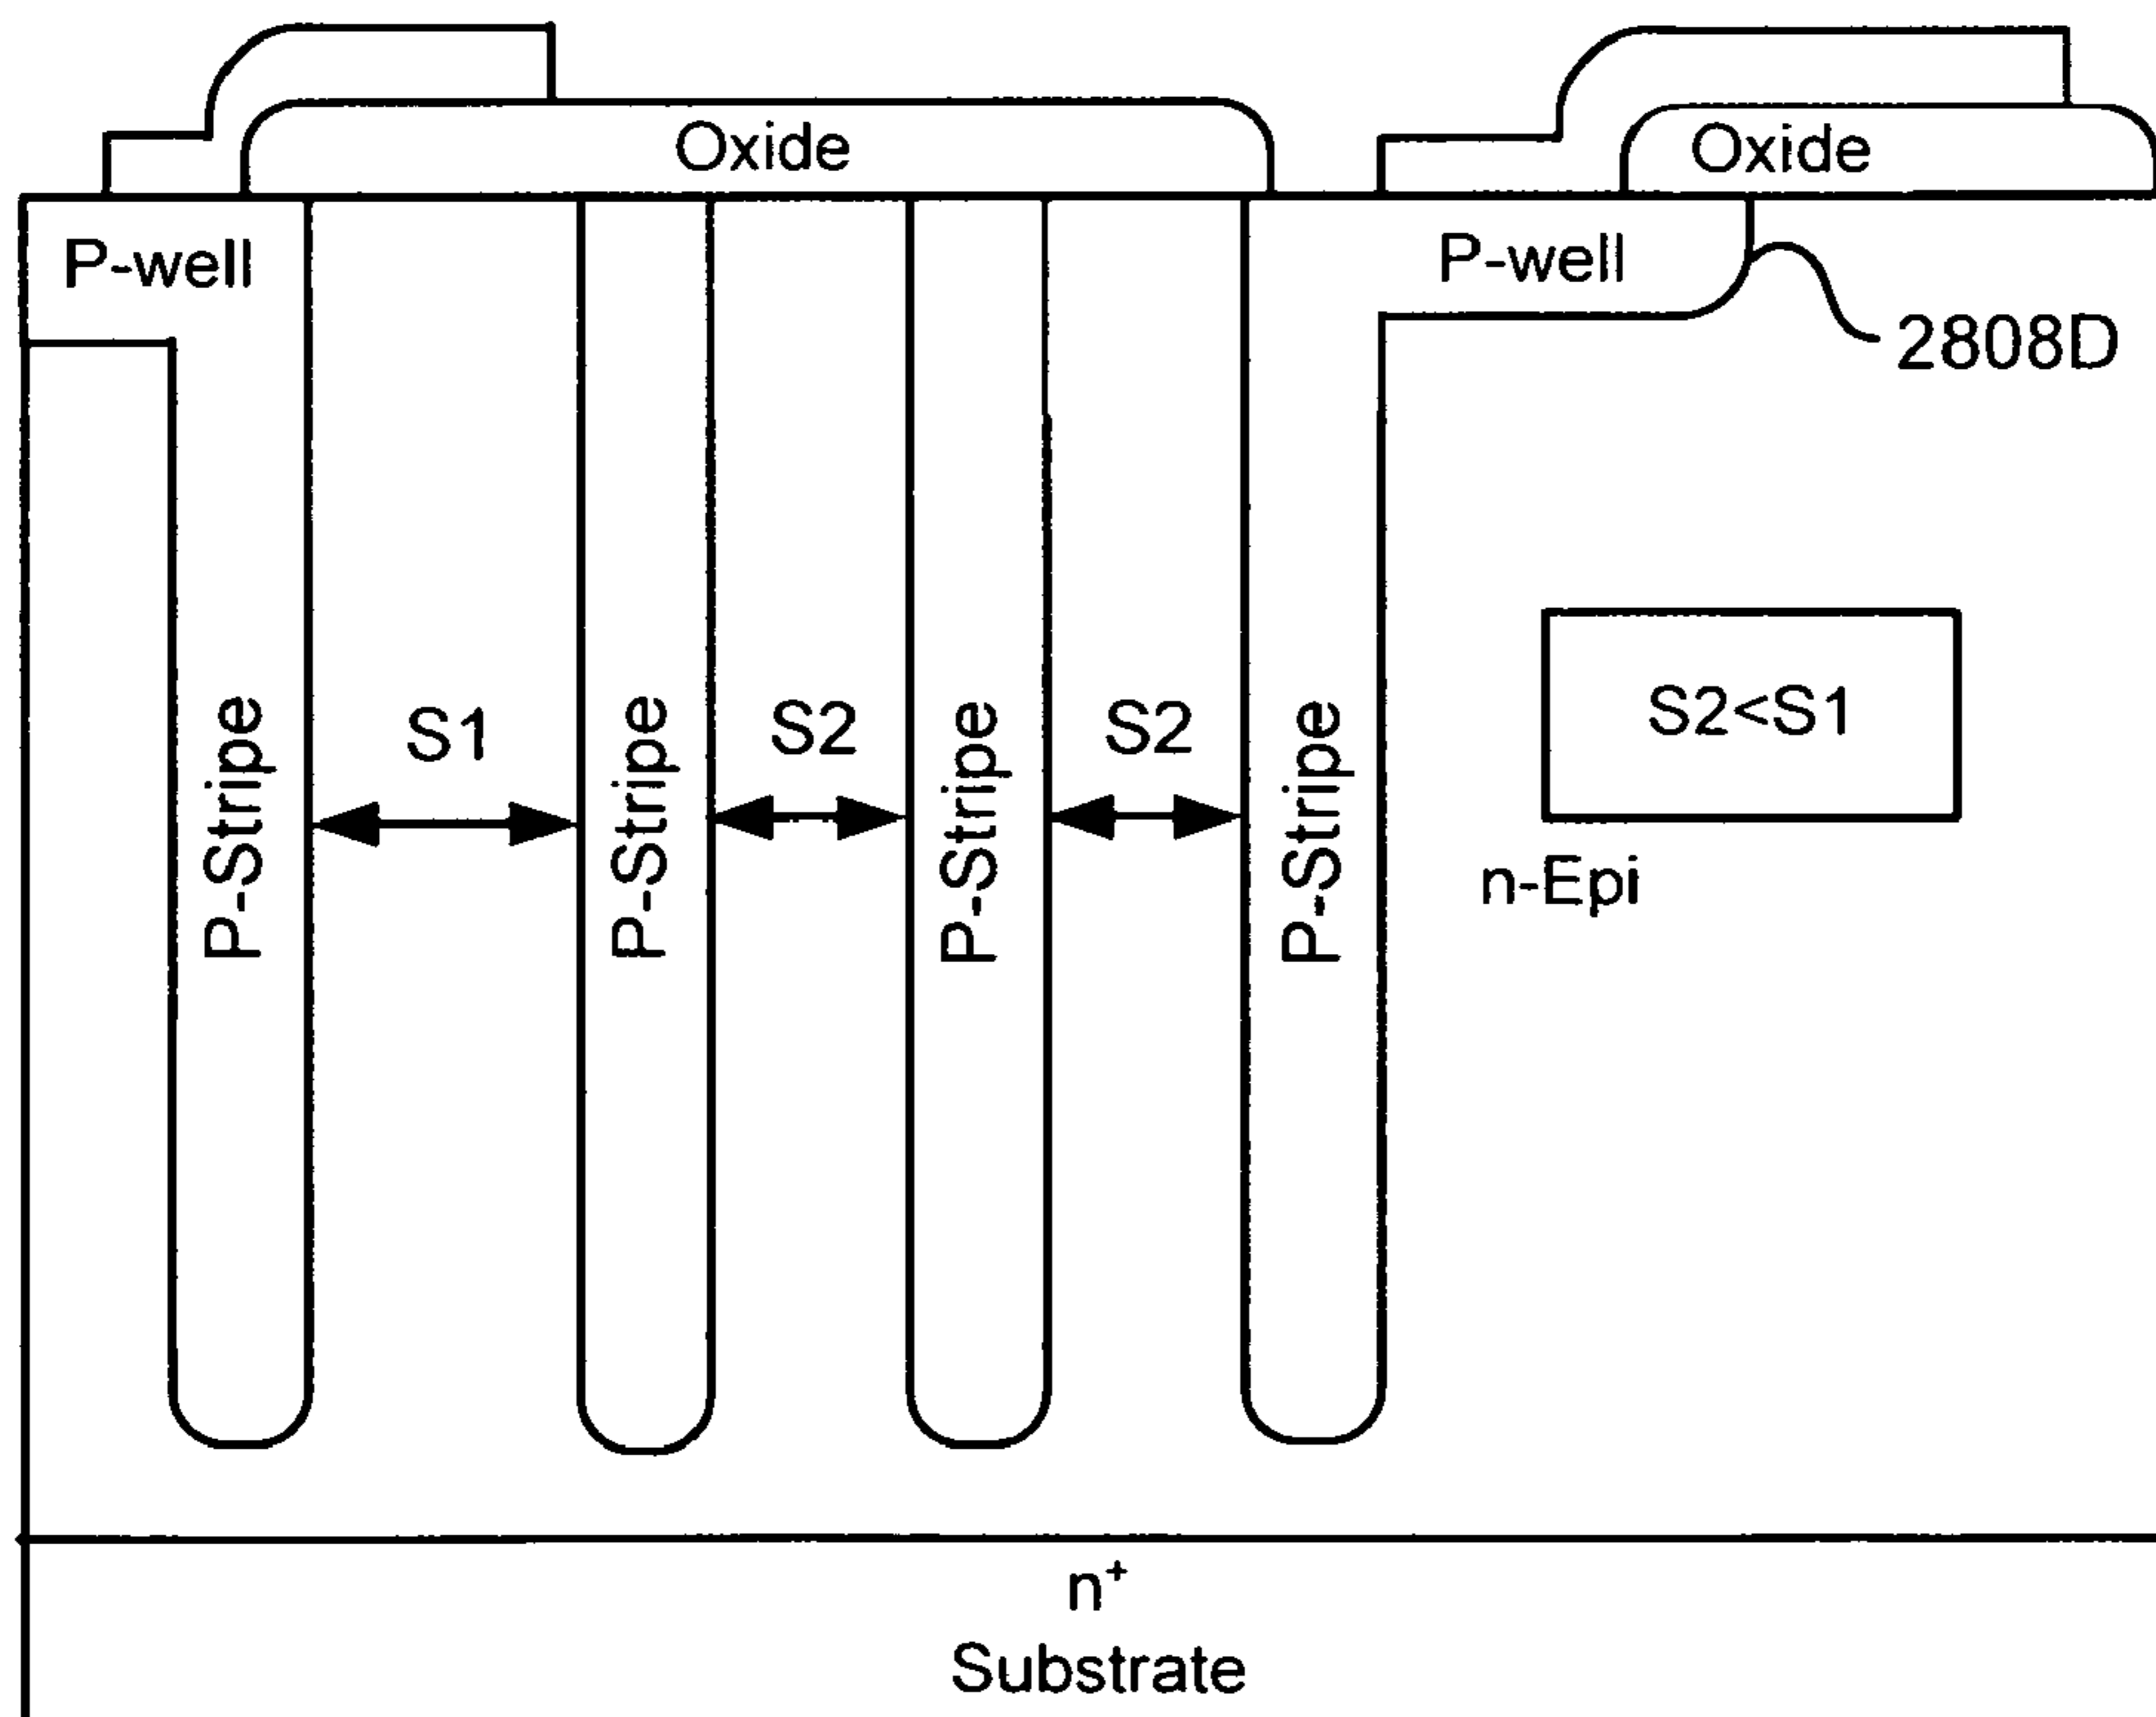 Oxide
Oxide
P-well
P-well
2808D
P-Stripe
S1
P-Stripe
S2
P-Stripe
S2
P-Stripe
S2<S1
n-Epi
n⁺
Substrate